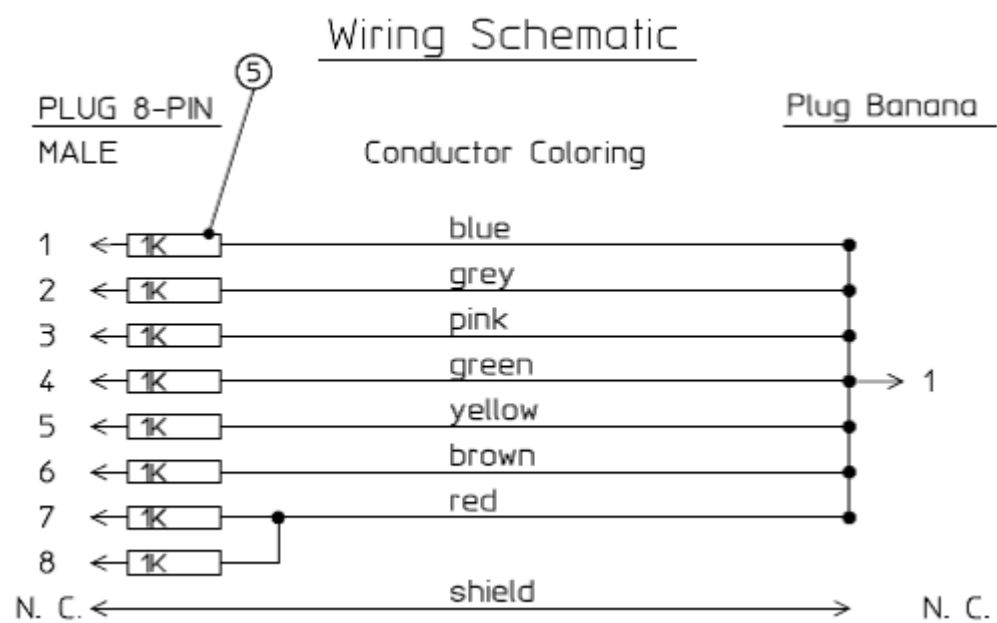 Wiring Schematic
5
PLUG 8-PIN
Plug Banana
MALE
Conductor Coloring
1 1K blue
2 1K grey
3 1K pink
4 1K green 1
5 1K yellow
6 1K brown
7 1K red
8 1K
N. C. shield N. C.